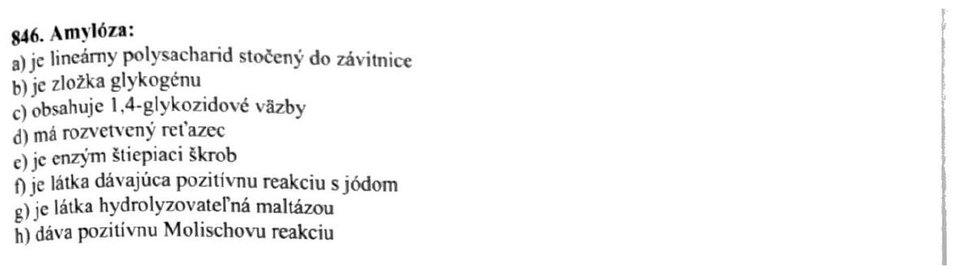 846. Amylóza:
a) je lineárny polysacharid stočený do závitnice
b) je zložka glykogénu
c) obsahuje 1,4-glykozidové väzby
d) má rozvetvený reťazec
e) je enzým štiepiaci škrob
f) je látka dávajúca pozitívnu reakciu s jódom
g) je látka hydrolyzovateľná maltázou
h) dáva pozitívnu Molischovu reakciu